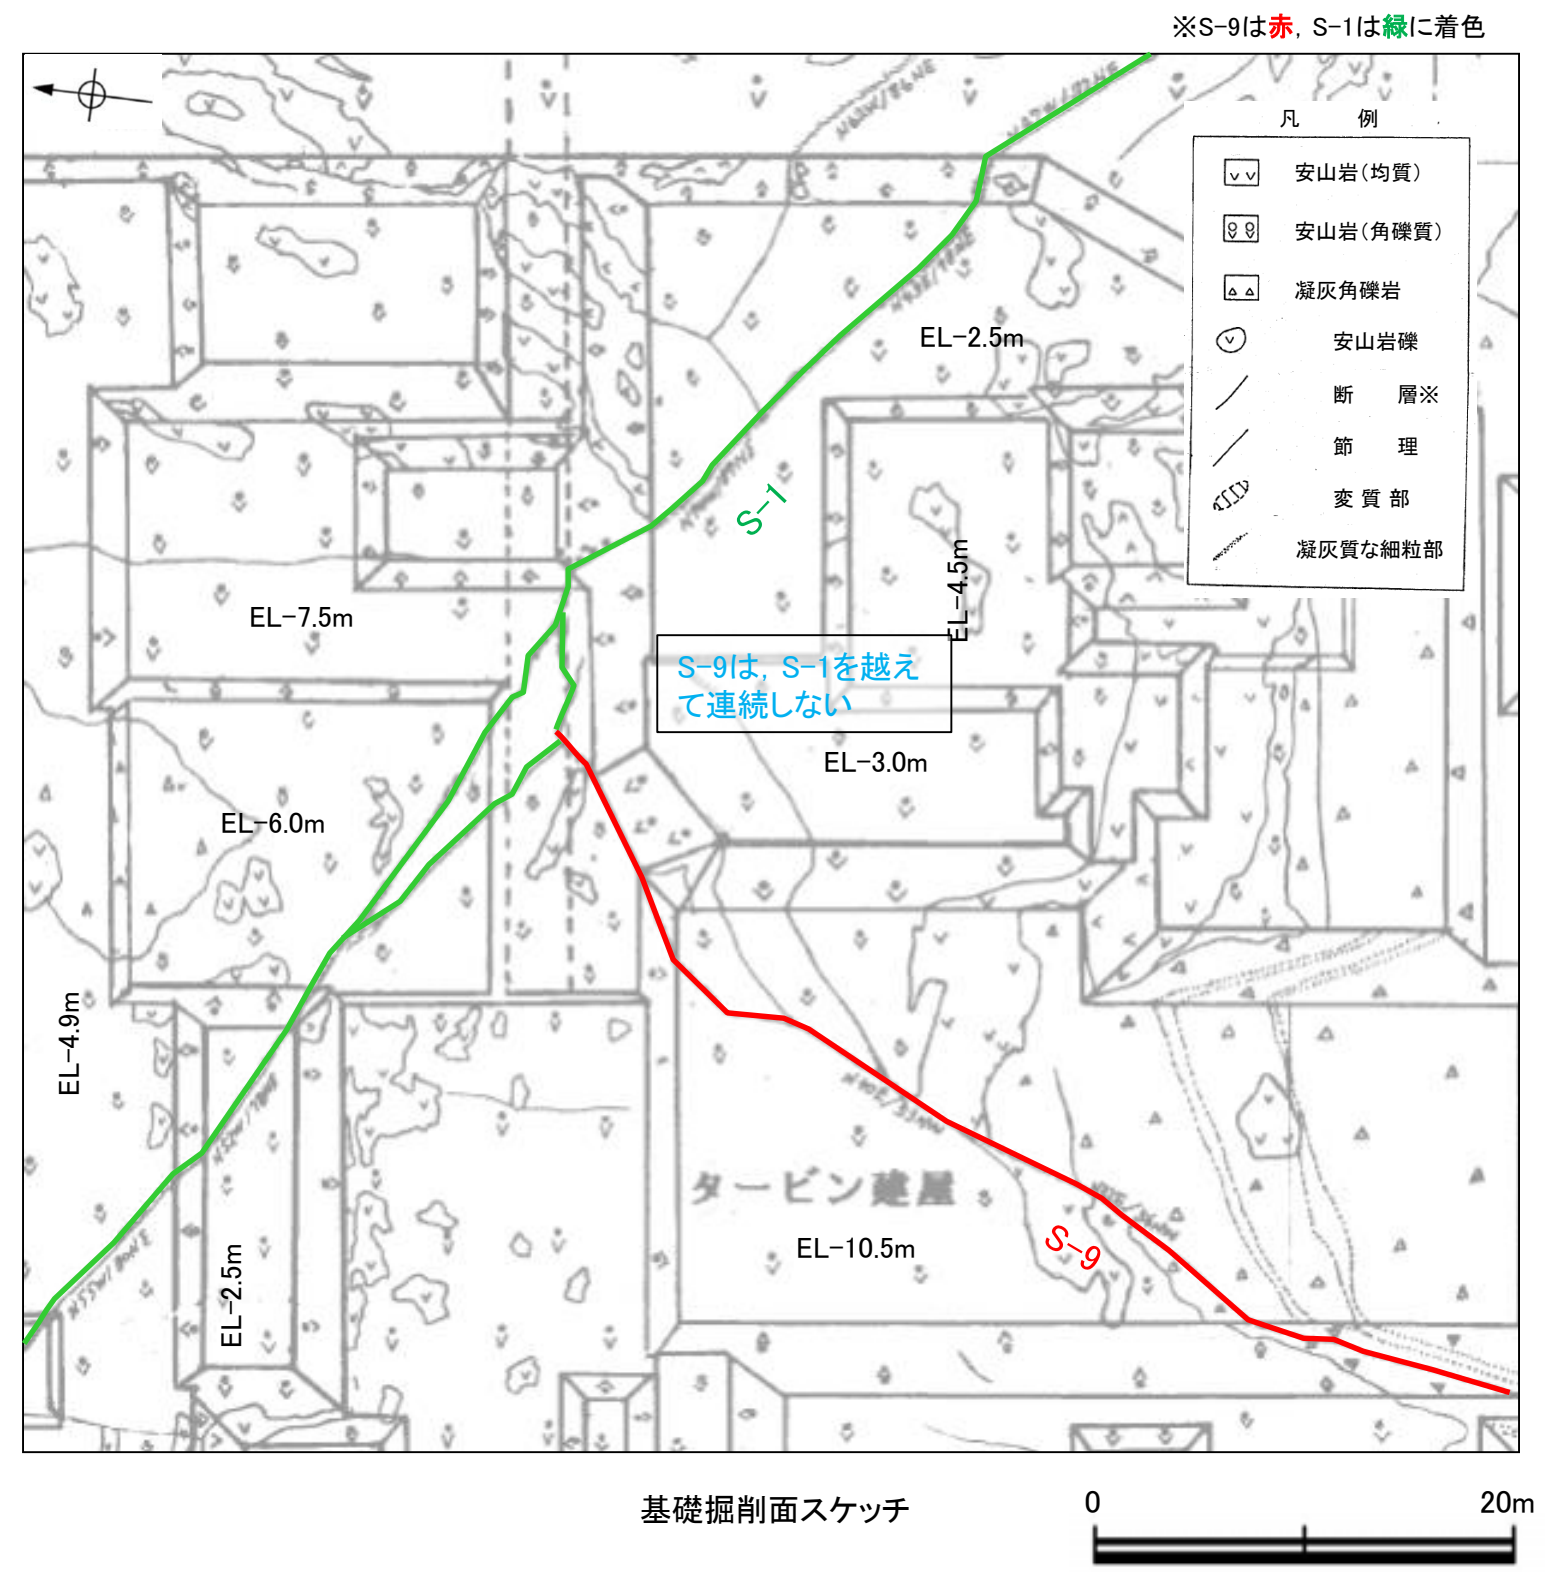 ※S-9は赤，S-1は緑に着色
凡　例
安山岩（均質）
安山岩（角礫質）
凝灰角礫岩
安山岩礫
断　層※
節　理
変質部
凝灰質な細粒部
EL-2.5m
S-1
EL-4.5m
EL-7.5m
S-9は，S-1を越え
て連続しない
EL-3.0m
EL-6.0m
EL-4.9m
タービン建屋
EL-10.5m
S-9
EL-2.5m
基礎掘削面スケッチ
0
20m